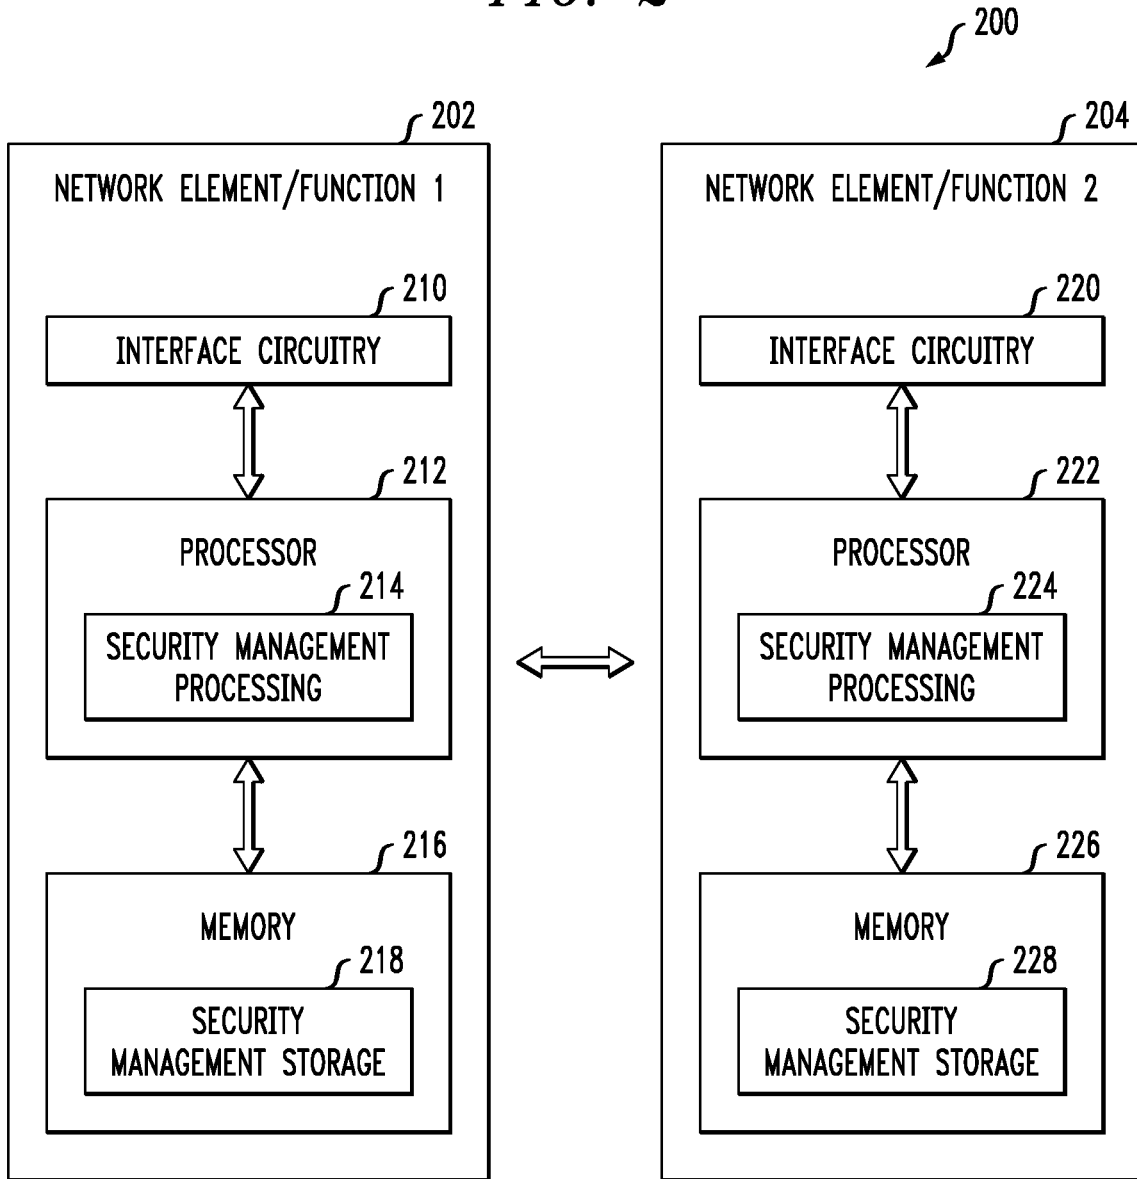 FIG. 2
200
202
NETWORK ELEMENT/FUNCTION 1
210
INTERFACE CIRCUITRY
212
PROCESSOR
214
SECURITY MANAGEMENT
PROCESSING
216
MEMORY
218
SECURITY
MANAGEMENT STORAGE
204
NETWORK ELEMENT/FUNCTION 2
220
INTERFACE CIRCUITRY
222
PROCESSOR
224
SECURITY MANAGEMENT
PROCESSING
226
MEMORY
228
SECURITY
MANAGEMENT STORAGE